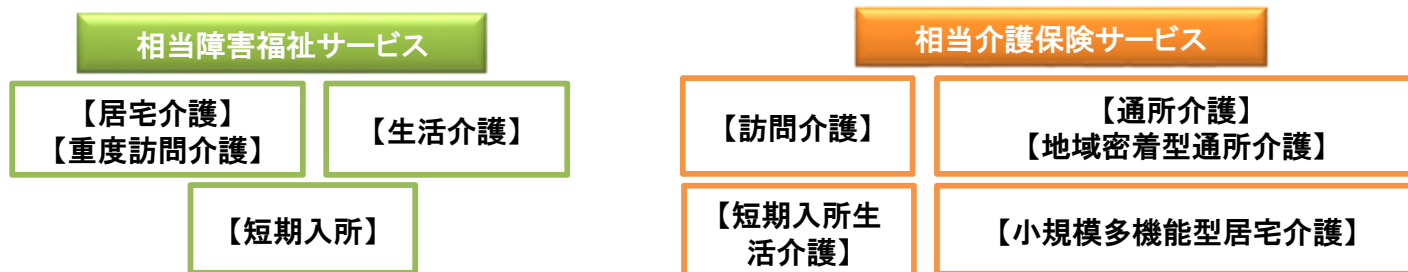 相当障害福祉サービス
【居宅介護】
【重度訪問介護】
【生活介護】
【短期入所】
相当介護保険サービス
【訪問介護】
【通所介護】
【地域密着型通所介護】
【短期入所生
活介護】
【小規模多機能型居宅介護】